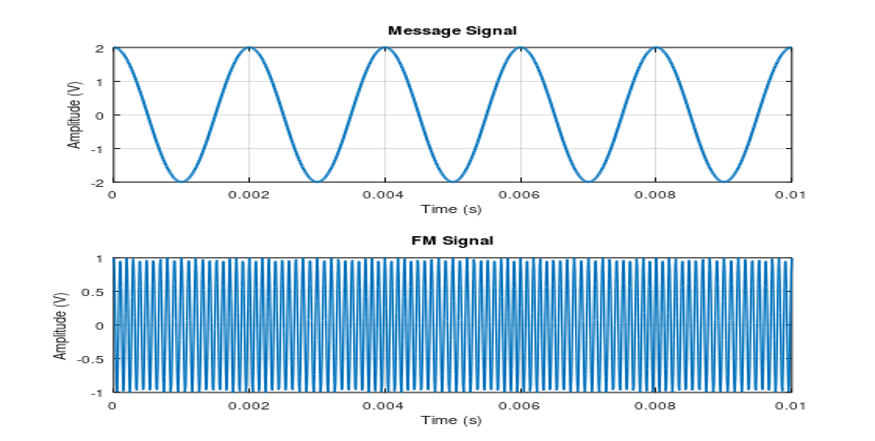 Message Signal
Amplitude (V)
2
1
0
-1
-2
0 0.002 0.004 0.006 0.008 0.01
Time (s)
FM Signal
Amplitude (V)
1
0.5
0
-0.5
-1
0 0.002 0.004 0.006 0.008 0.01
Time (s)